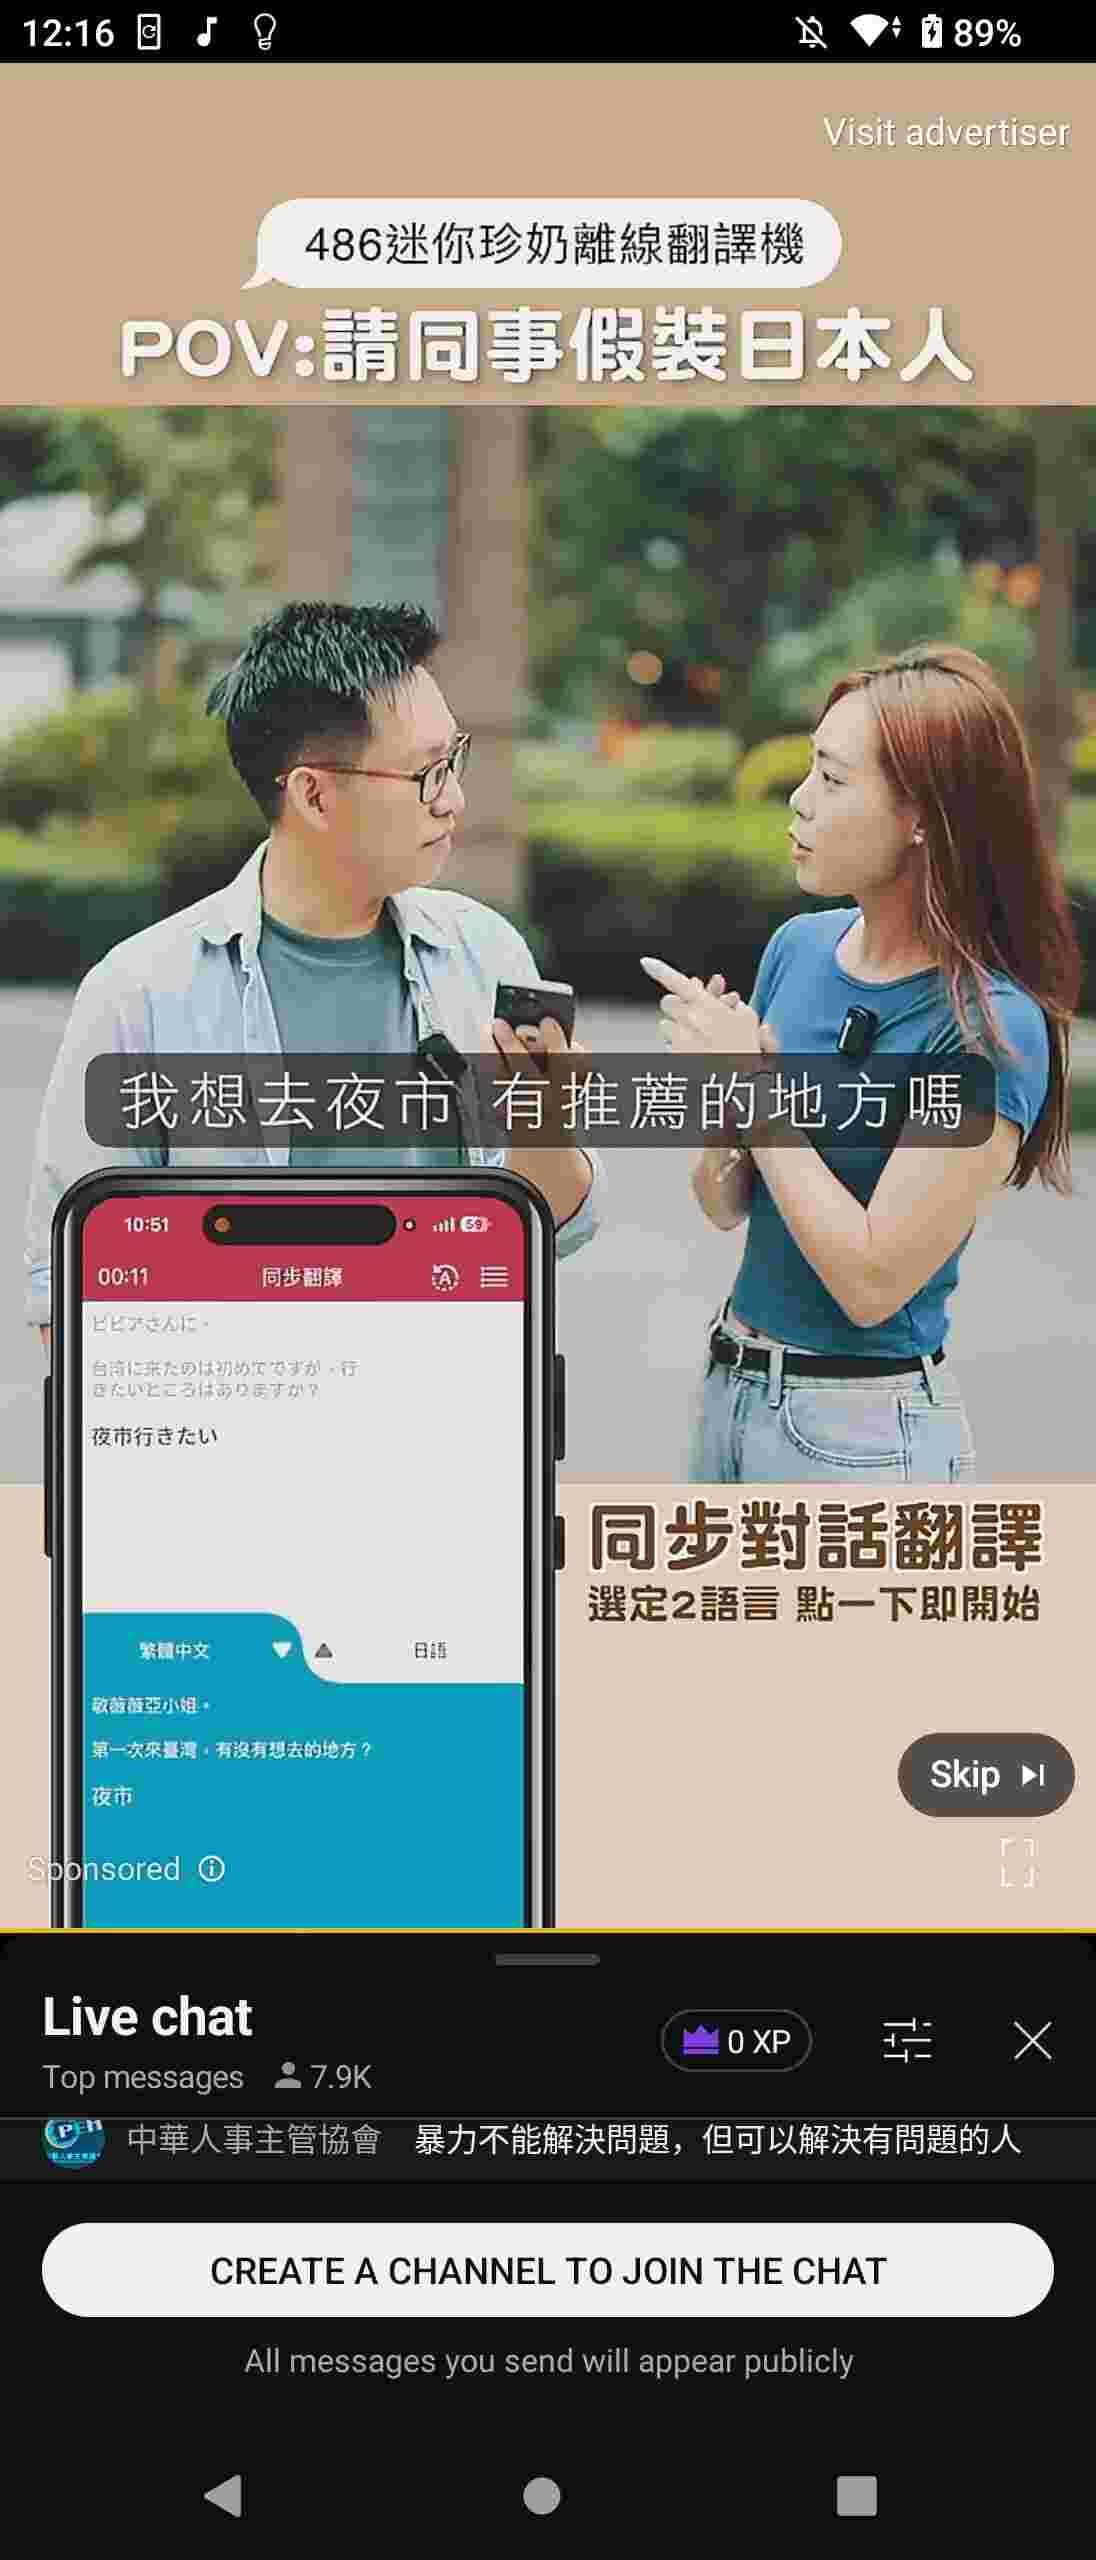 12:16
89%
Visit advertiser
486迷你珍奶離線翻譯機
POV:請同事假裝日本人
我想去夜市 有推薦的地方嗎
10:51
59
00:11
同步翻譯
ビビアさんに。
台湾に来たのは初めてですが、行
きたいところはありますか？
夜市行きたい
同步對話翻譯
選定2語言 點一下即開始
繁體中文
日語
敬薇薇亞小姐。
第一次來臺灣，有沒有想去的地方？
夜市
Skip
Sponsored
Live chat
0 XP
Top messages
7.9K
中華人事主管協會 暴力不能解決問題，但可以解決有問題的人
CREATE A CHANNEL TO JOIN THE CHAT
All messages you send will appear publicly